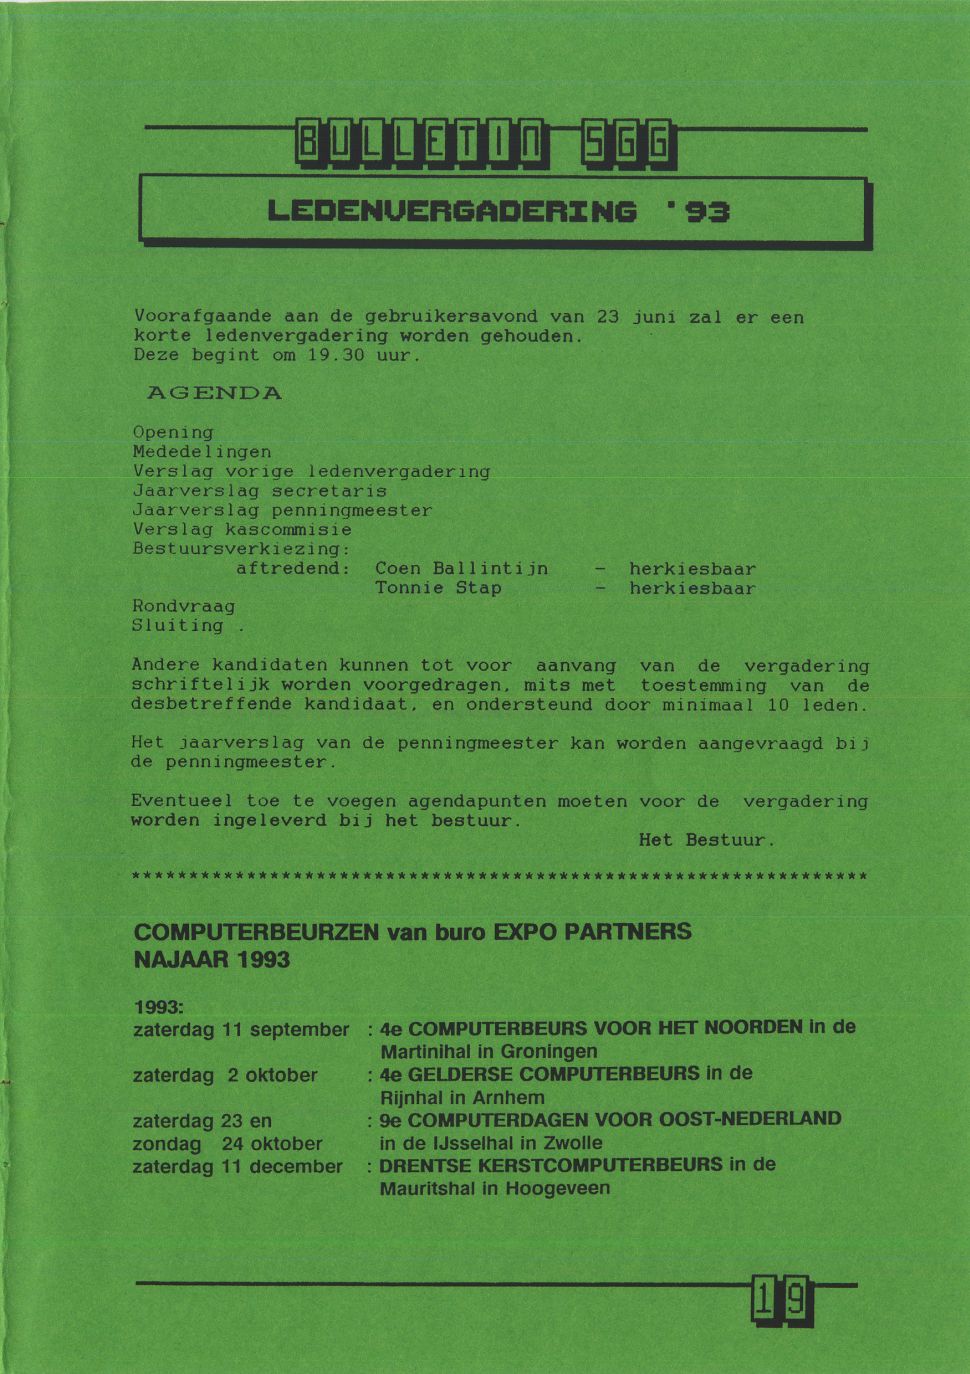 BULLETIN SGG
LEDENVERGADERING '93
Voorafgaande aan de gebruikersavond van 23 juni zal er een
korte ledenvergadering worden gehouden.
Deze begint om 19.30 uur.
AGENDA
Opening
Mededelingen
Verslag vorige ledenvergadering
Jaarverslag secretaris
Jaarverslag penningmeester
Verslag kascommisie
Bestuursverkiezing:
aftredend: Coen Ballintijn - herkiesbaar
Tonnie Stap - herkiesbaar
Rondvraag
Sluiting .
Andere kandidaten kunnen tot voor aanvang van de vergadering
schriftelijk worden voorgedragen, mits met toestemming van de
desbetreffende kandidaat, en ondersteund door minimaal 10 leden.
Het jaarverslag van de penningmeester kan worden aangevraagd bij
de penningmeester.
Eventueel toe te voegen agendapunten moeten voor de vergadering
worden ingeleverd bij het bestuur.
Het Bestuur.
****************************************************************
COMPUTERBEURZEN van buro EXPO PARTNERS
NAJAAR 1993
1993:
zaterdag 11 september : 4e COMPUTERBEURS VOOR HET NOORDEN in de
Martinihal in Groningen
zaterdag 2 oktober : 4e GELDERSE COMPUTERBEURS in de
Rijnhal in Arnhem
zaterdag 23 en : 9e COMPUTERDAGEN VOOR OOST-NEDERLAND
zondag 24 oktober in de IJsselhal in Zwolle
zaterdag 11 december : DRENTSE KERSTCOMPUTERBEURS in de
Mauritshal in Hoogeveen
19